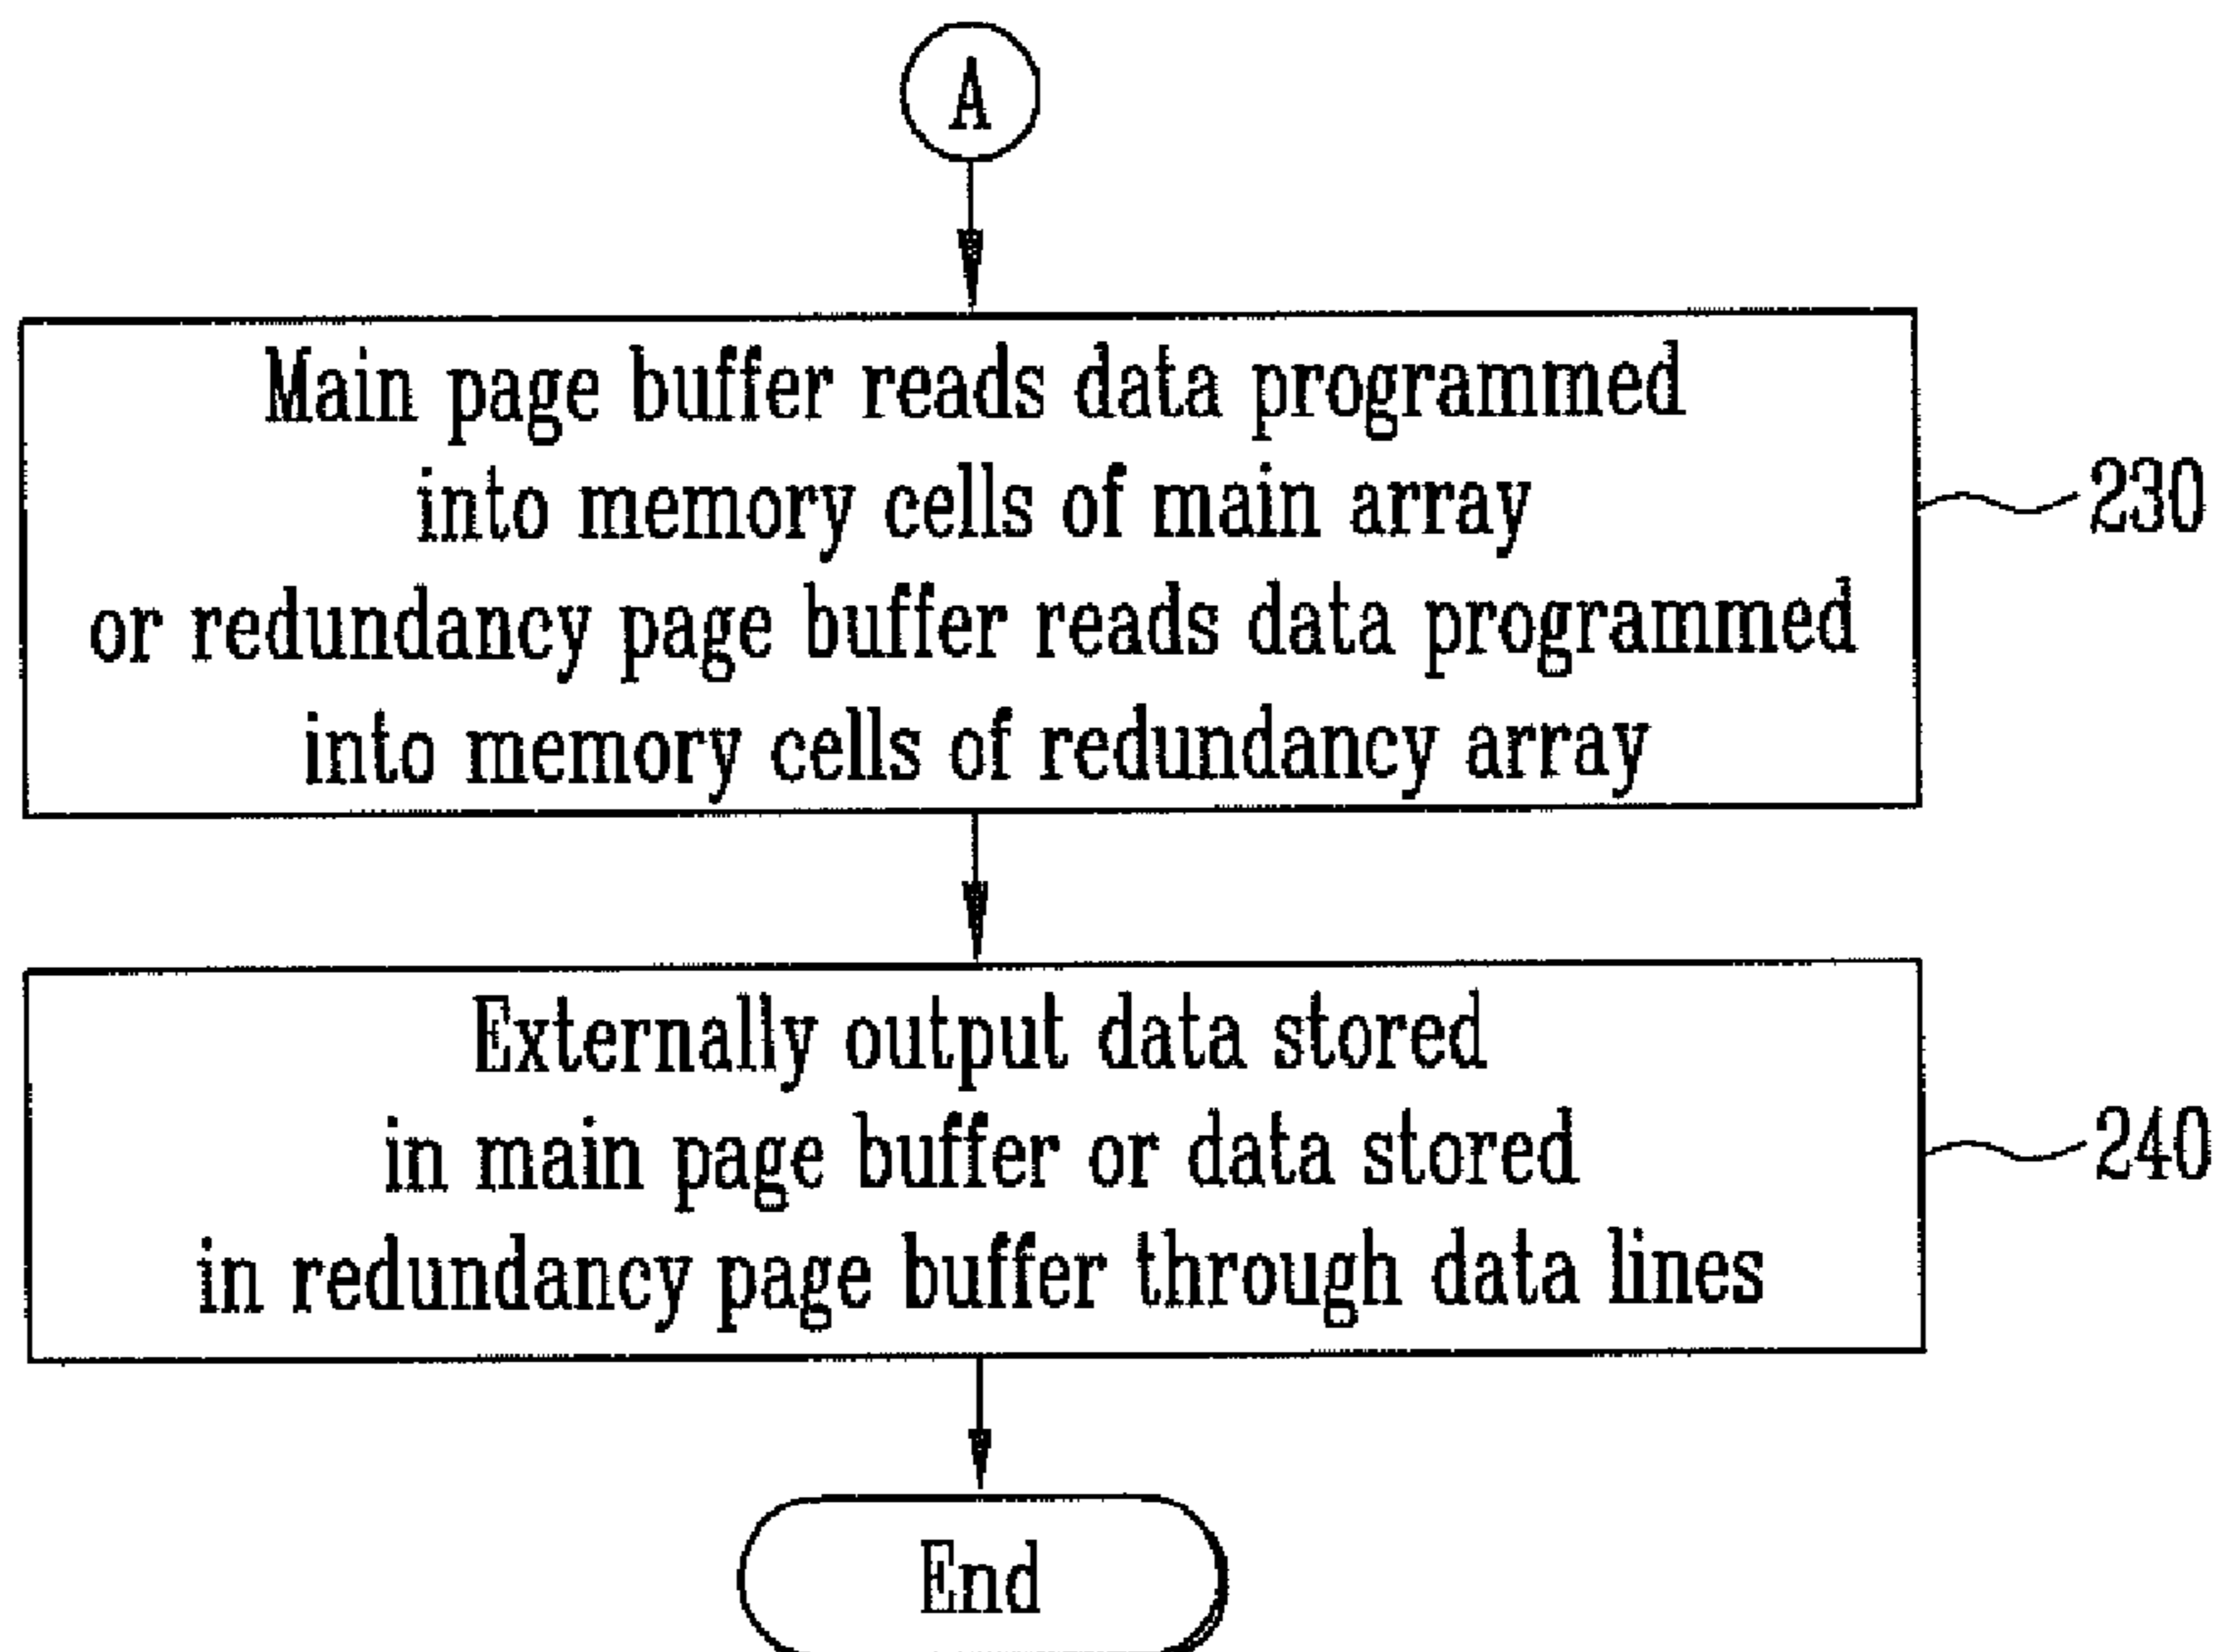 A
Main page buffer reads data programmed
into memory cells of main array
or redundancy page buffer reads data programmed
into memory cells of redundancy array
230
Externally output data stored
in main page buffer or data stored
in redundancy page buffer through data lines
240
End